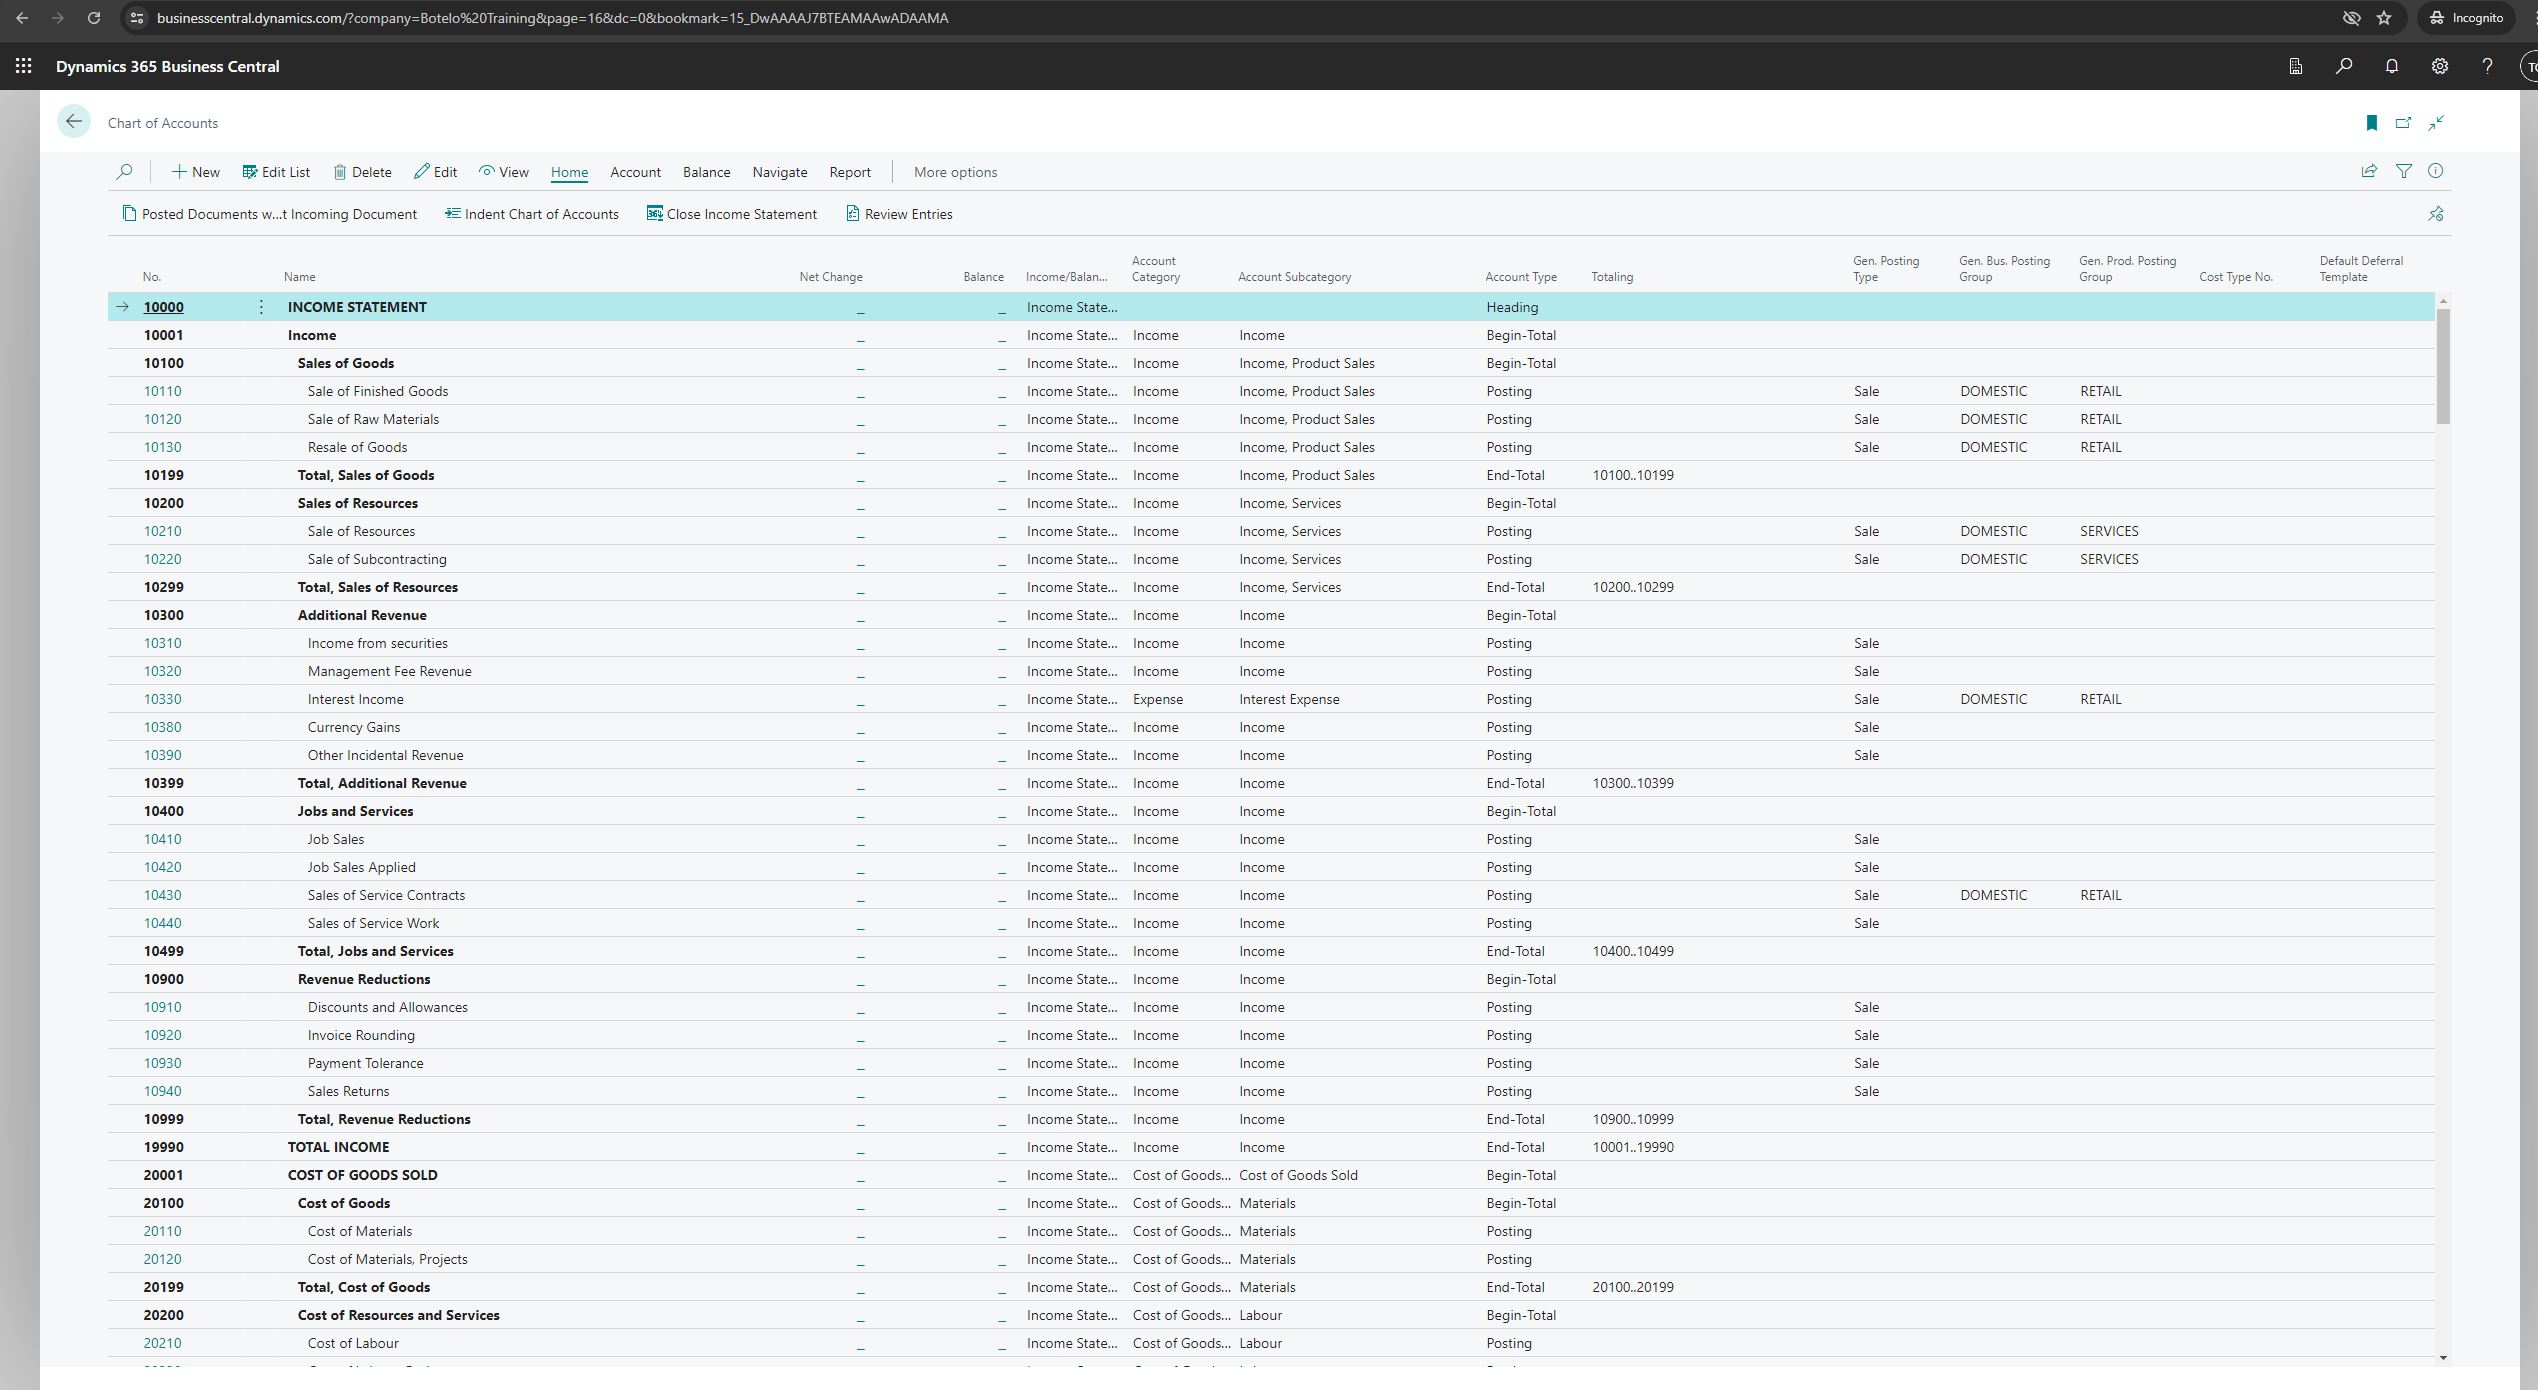 businesscentral.dynamics.com/?company=Botelo%20Training&page=16&dc=0&bookmark=15_DwAAAAJ7BTEAMAAwADAAMA Incognito
Dynamics 365 Business Central ?
Chart of Accounts
New Edit List Delete Edit View Home Account Balance Navigate Report More options
Posted Documents w...t Incoming Document Indent Chart of Accounts Close Income Statement Review Entries
No. Name Net Change Balance Income/Balan... Account Category Account Subcategory Account Type Totaling Gen. Posting Type Gen. Bus. Posting Group Gen. Prod. Posting Group Cost Type No. Default Deferral Template
10000 INCOME STATEMENT _ _ Income State... Heading
10001 Income _ _ Income State... Income Income Begin-Total
10100 Sales of Goods _ _ Income State... Income Income, Product Sales Begin-Total
10110 Sale of Finished Goods _ _ Income State... Income Income, Product Sales Posting Sale DOMESTIC RETAIL
10120 Sale of Raw Materials _ _ Income State... Income Income, Product Sales Posting Sale DOMESTIC RETAIL
10130 Resale of Goods _ _ Income State... Income Income, Product Sales Posting Sale DOMESTIC RETAIL
10199 Total, Sales of Goods _ _ Income State... Income Income, Product Sales End-Total 10100..10199
10200 Sales of Resources _ _ Income State... Income Income, Services Begin-Total
10210 Sale of Resources _ _ Income State... Income Income, Services Posting Sale DOMESTIC SERVICES
10220 Sale of Subcontracting _ _ Income State... Income Income, Services Posting Sale DOMESTIC SERVICES
10299 Total, Sales of Resources _ _ Income State... Income Income, Services End-Total 10200..10299
10300 Additional Revenue _ _ Income State... Income Income Begin-Total
10310 Income from securities _ _ Income State... Income Income Posting Sale
10320 Management Fee Revenue _ _ Income State... Income Income Posting Sale
10330 Interest Income _ _ Income State... Expense Interest Expense Posting Sale DOMESTIC RETAIL
10380 Currency Gains _ _ Income State... Income Income Posting Sale
10390 Other Incidental Revenue _ _ Income State... Income Income Posting Sale
10399 Total, Additional Revenue _ _ Income State... Income Income End-Total 10300..10399
10400 Jobs and Services _ _ Income State... Income Income Begin-Total
10410 Job Sales _ _ Income State... Income Income Posting Sale
10420 Job Sales Applied _ _ Income State... Income Income Posting Sale
10430 Sales of Service Contracts _ _ Income State... Income Income Posting Sale DOMESTIC RETAIL
10440 Sales of Service Work _ _ Income State... Income Income Posting Sale
10499 Total, Jobs and Services _ _ Income State... Income Income End-Total 10400..10499
10900 Revenue Reductions _ _ Income State... Income Income Begin-Total
10910 Discounts and Allowances _ _ Income State... Income Income Posting Sale
10920 Invoice Rounding _ _ Income State... Income Income Posting Sale
10930 Payment Tolerance _ _ Income State... Income Income Posting Sale
10940 Sales Returns _ _ Income State... Income Income Posting Sale
10999 Total, Revenue Reductions _ _ Income State... Income Income End-Total 10900..10999
19990 TOTAL INCOME _ _ Income State... Income Income End-Total 10001..19990
20001 COST OF GOODS SOLD _ _ Income State... Cost of Goods... Cost of Goods Sold Begin-Total
20100 Cost of Goods _ _ Income State... Cost of Goods... Materials Begin-Total
20110 Cost of Materials _ _ Income State... Cost of Goods... Materials Posting
20120 Cost of Materials, Projects _ _ Income State... Cost of Goods... Materials Posting
20199 Total, Cost of Goods _ _ Income State... Cost of Goods... Materials End-Total 20100..20199
20200 Cost of Resources and Services _ _ Income State... Cost of Goods... Labour Begin-Total
20210 Cost of Labour _ _ Income State... Cost of Goods... Labour Posting